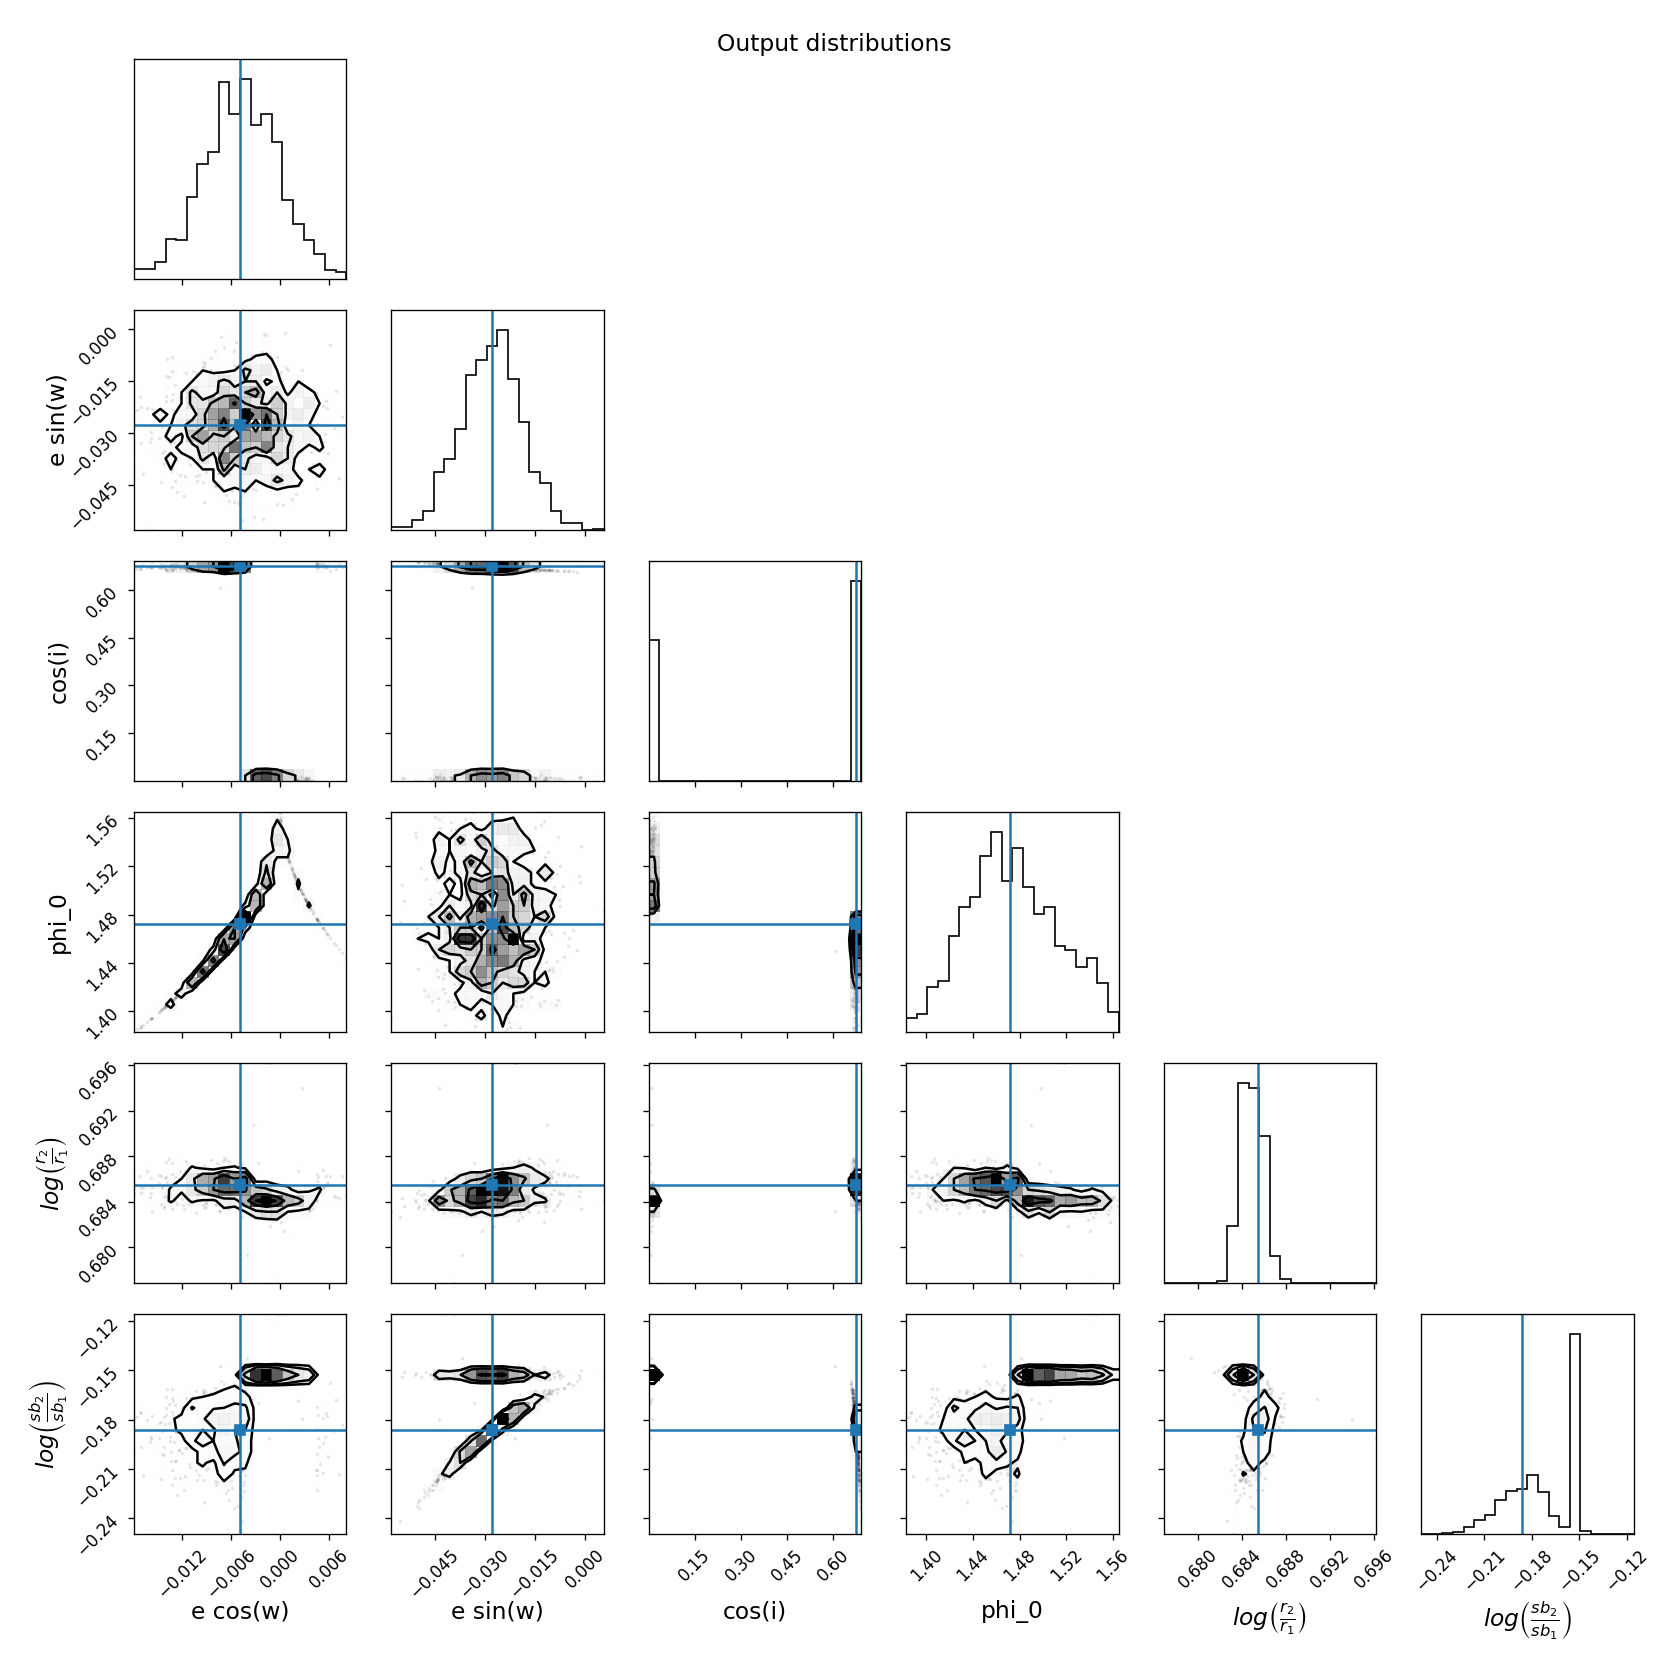 Output distributions
0.000
−0.015
−0.030
−0.045
e sin(w)
0.60
0.45
0.30
0.15
cos(i)
1.56
1.52
1.48
1.44
1.40
phi_0
0.696
0.692
0.688
0.684
0.680
log(r₂/r₁)
−0.12
−0.15
−0.18
−0.21
−0.24
log(sb₂/sb₁)
−0.012 −0.006 0.000 0.006
e cos(w)
−0.045 −0.030 −0.015 0.000
e sin(w)
0.15 0.30 0.45 0.60
cos(i)
1.40 1.44 1.48 1.52 1.56
phi_0
0.680 0.684 0.688 0.692 0.696
log(r₂/r₁)
−0.24 −0.21 −0.18 −0.15 −0.12
log(sb₂/sb₁)